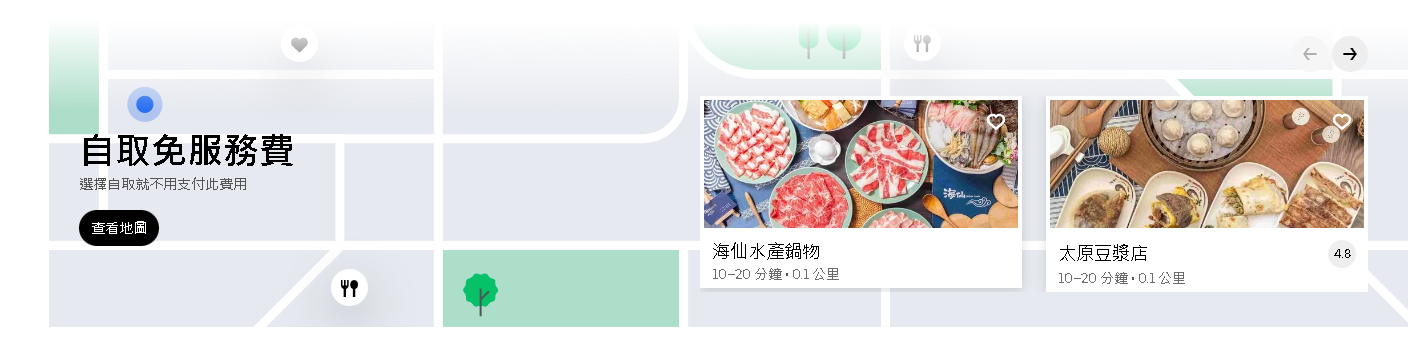 自取免服務費
選擇自取就不用支付此費用
查看地圖
海仙
海仙水產鍋物
10–20 分鐘 • 0.1 公里
太原豆漿店
4.8
10–20 分鐘 • 0.1 公里